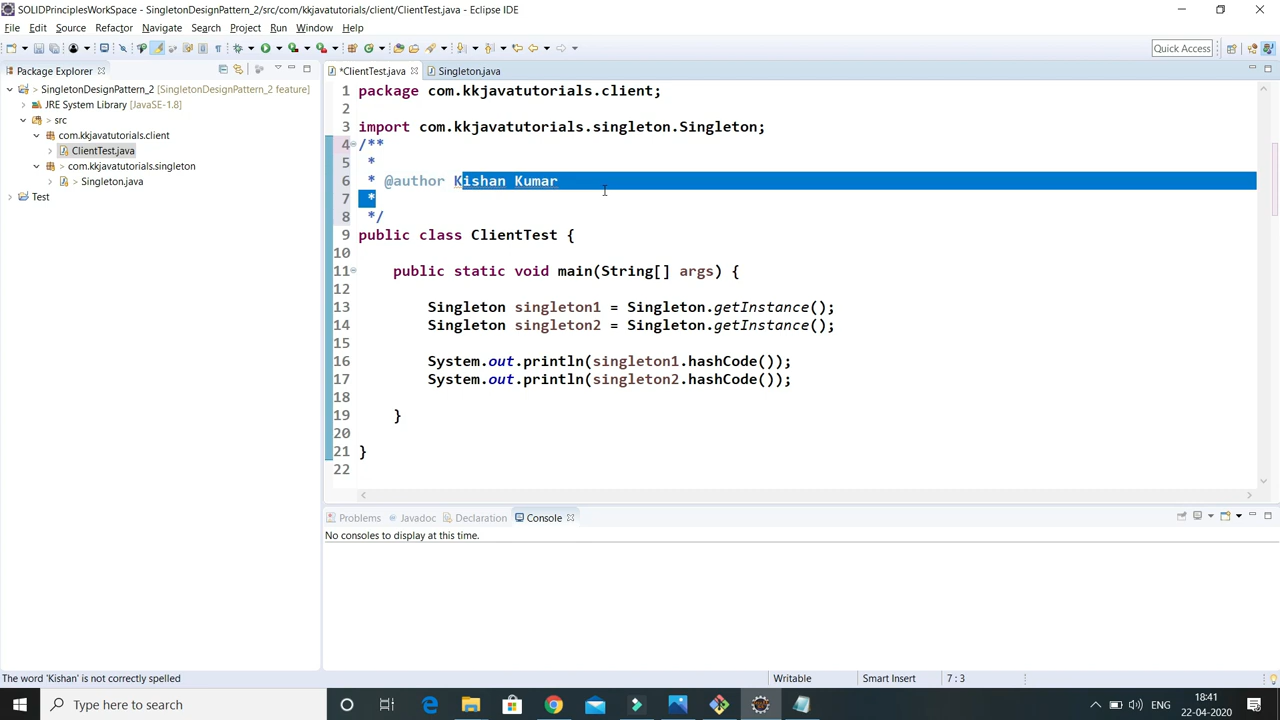 SOLIDPrinciplesWorkSpace - SingletonDesignPattern_2/src/com/kkjavatutorials/client/ClientTest.java - Eclipse IDE
File Edit Source Refactor Navigate Search Project Run Window Help
Quick Access
Package Explorer
*ClientTest.java
Singleton.java
> SingletonDesignPattern_2 [SingletonDesignPattern_2 feature]
JRE System Library [JavaSE-1.8]
> src
com.kkjavatutorials.client
ClientTest.java
> com.kkjavatutorials.singleton
> Singleton.java
Test
1 package com.kkjavatutorials.client;
2
3 import com.kkjavatutorials.singleton.Singleton;
4 /**
5 *
6 * @author Kishan Kumar
7 *
8 */
9 public class ClientTest {
10
11 public static void main(String[] args) {
12
13 Singleton singleton1 = Singleton.getInstance();
14 Singleton singleton2 = Singleton.getInstance();
15
16 System.out.println(singleton1.hashCode());
17 System.out.println(singleton2.hashCode());
18
19 }
20
21 }
22
Problems Javadoc Declaration Console
No consoles to display at this time.
The word 'Kishan' is not correctly spelled
Writable
Smart Insert
7 : 3
Type here to search
ENG
18:41
22-04-2020